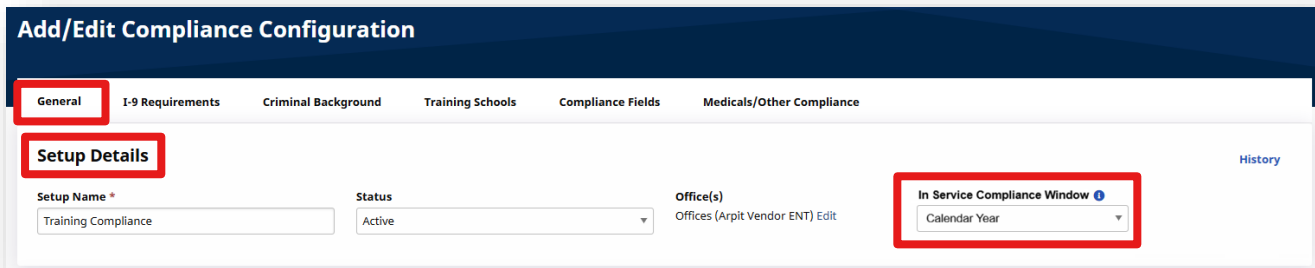 Add/Edit Compliance Configuration
General I-9 Requirements Criminal Background Training Schools Compliance Fields Medicals/Other Compliance
Setup Details
History
Setup Name * Status Office(s) In Service Compliance Window
Training Compliance Active Offices (Arpit Vendor ENT) Edit Calendar Year